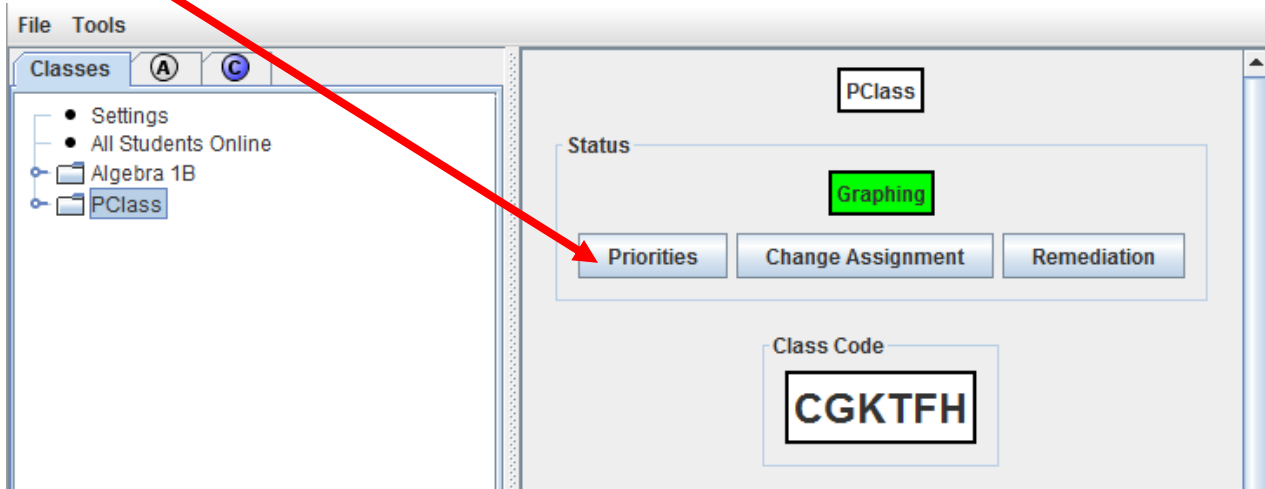 File Tools
Classes A C
Settings
All Students Online
Algebra 1B
PClass
PClass
Status
Graphing
Priorities Change Assignment Remediation
Class Code
CGKTFH